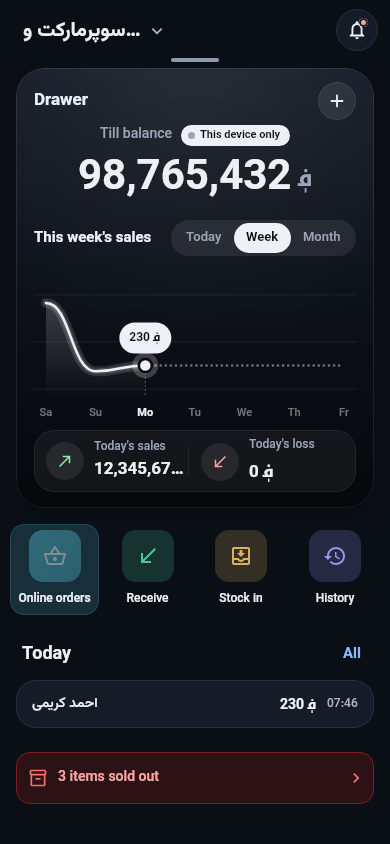 سوپرمارکت و...
Drawer
Till balance This device only
98,765,432 ؋
This week's sales Today Week Month
230 ؋
Sa Su Mo Tu We Th Fr
Today's sales Today's loss
12,345,67... 0 ؋
Online orders Receive Stock in History
Today All
احمد کریمی 230 ؋ 07:46
3 items sold out